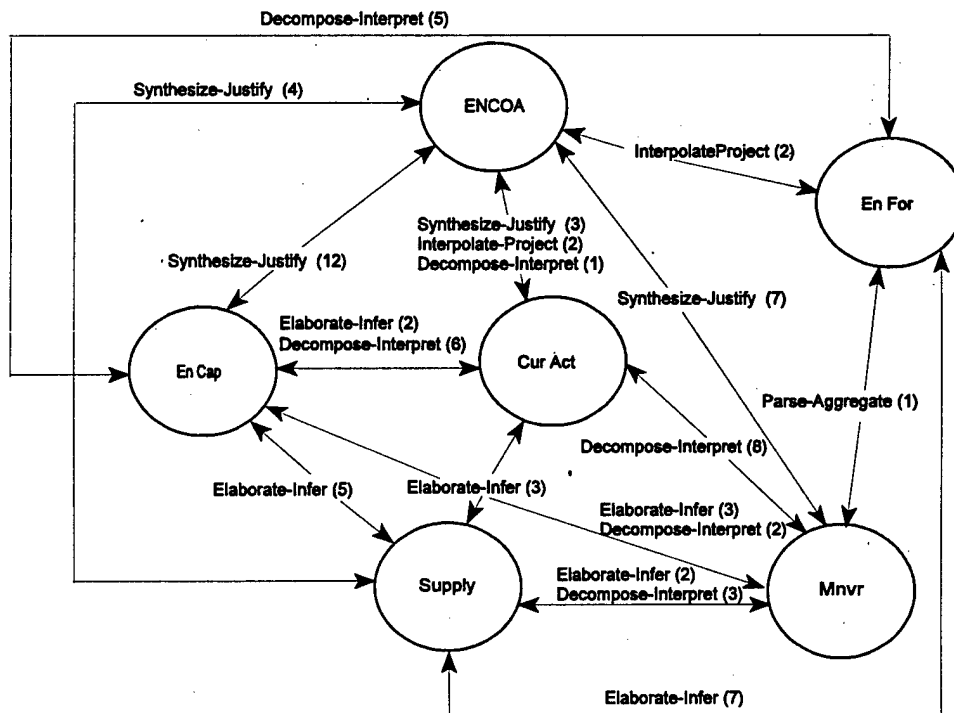 Decompose-Interpret (5)
Synthesize-Justify (4)
ENCOA
InterpolateProject (2)
En For
Synthesize-Justify (3)
Interpolate-Project (2)
Decompose-Interpret (1)
Synthesize-Justify (12)
Synthesize-Justify (7)
Elaborate-Infer (2)
Decompose-Interpret (6)
En Cap
Cur Act
Parse-Aggregate (1)
Decompose-Interpret (8)
Elaborate-Infer (5)
Elaborate-Infer (3)
Elaborate-Infer (3)
Decompose-Interpret (2)
Supply
Elaborate-Infer (2)
Decompose-Interpret (3)
Mnvr
Elaborate-Infer (7)